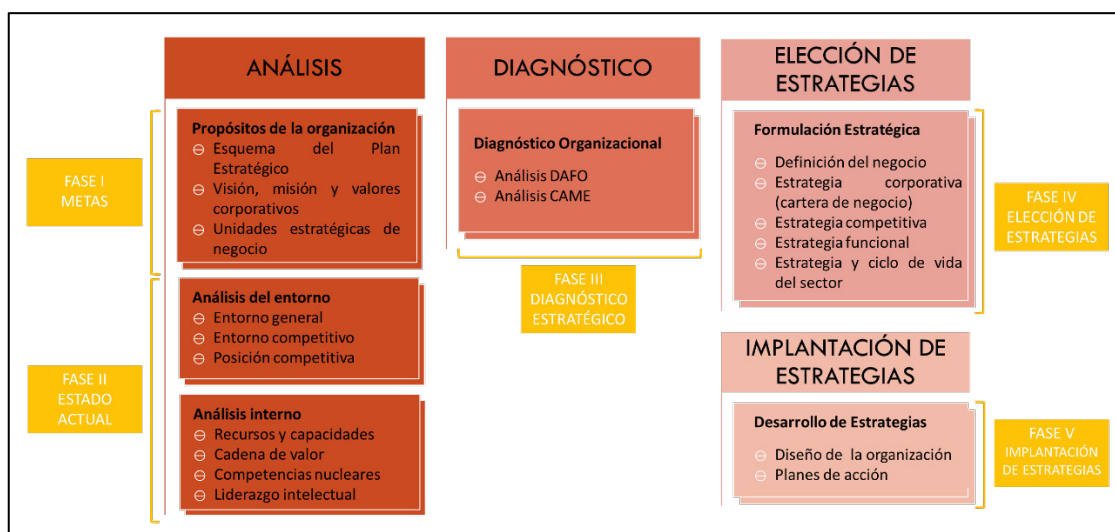 ANÁLISIS
Propósitos de la organización
Esquema del Plan
Estratégico
Visión, misión y valores
corporativos
Unidades estratégicas de
negocio
FASE I
METAS
Análisis del entorno
Entorno general
Entorno competitivo
Posición competitiva
FASE II
ESTADO
ACTUAL
Análisis interno
Recursos y capacidades
Cadena de valor
Competencias nucleares
Liderazgo intelectual
DIAGNÓSTICO
Diagnóstico Organizacional
Análisis DAFO
Análisis CAME
FASE III
DIAGNÓSTICO
ESTRATÉGICO
ELECCIÓN DE
ESTRATEGIAS
Formulación Estratégica
Definición del negocio
Estrategia corporativa
(cartera de negocio)
Estrategia competitiva
Estrategia funcional
Estrategia y ciclo de vida
del sector
FASE IV
ELECCIÓN DE
ESTRATEGIAS
IMPLANTACIÓN DE
ESTRATEGIAS
Desarrollo de Estrategias
Diseño de la organización
Planes de acción
FASE V
IMPLANTACIÓN
DE ESTRATEGIAS